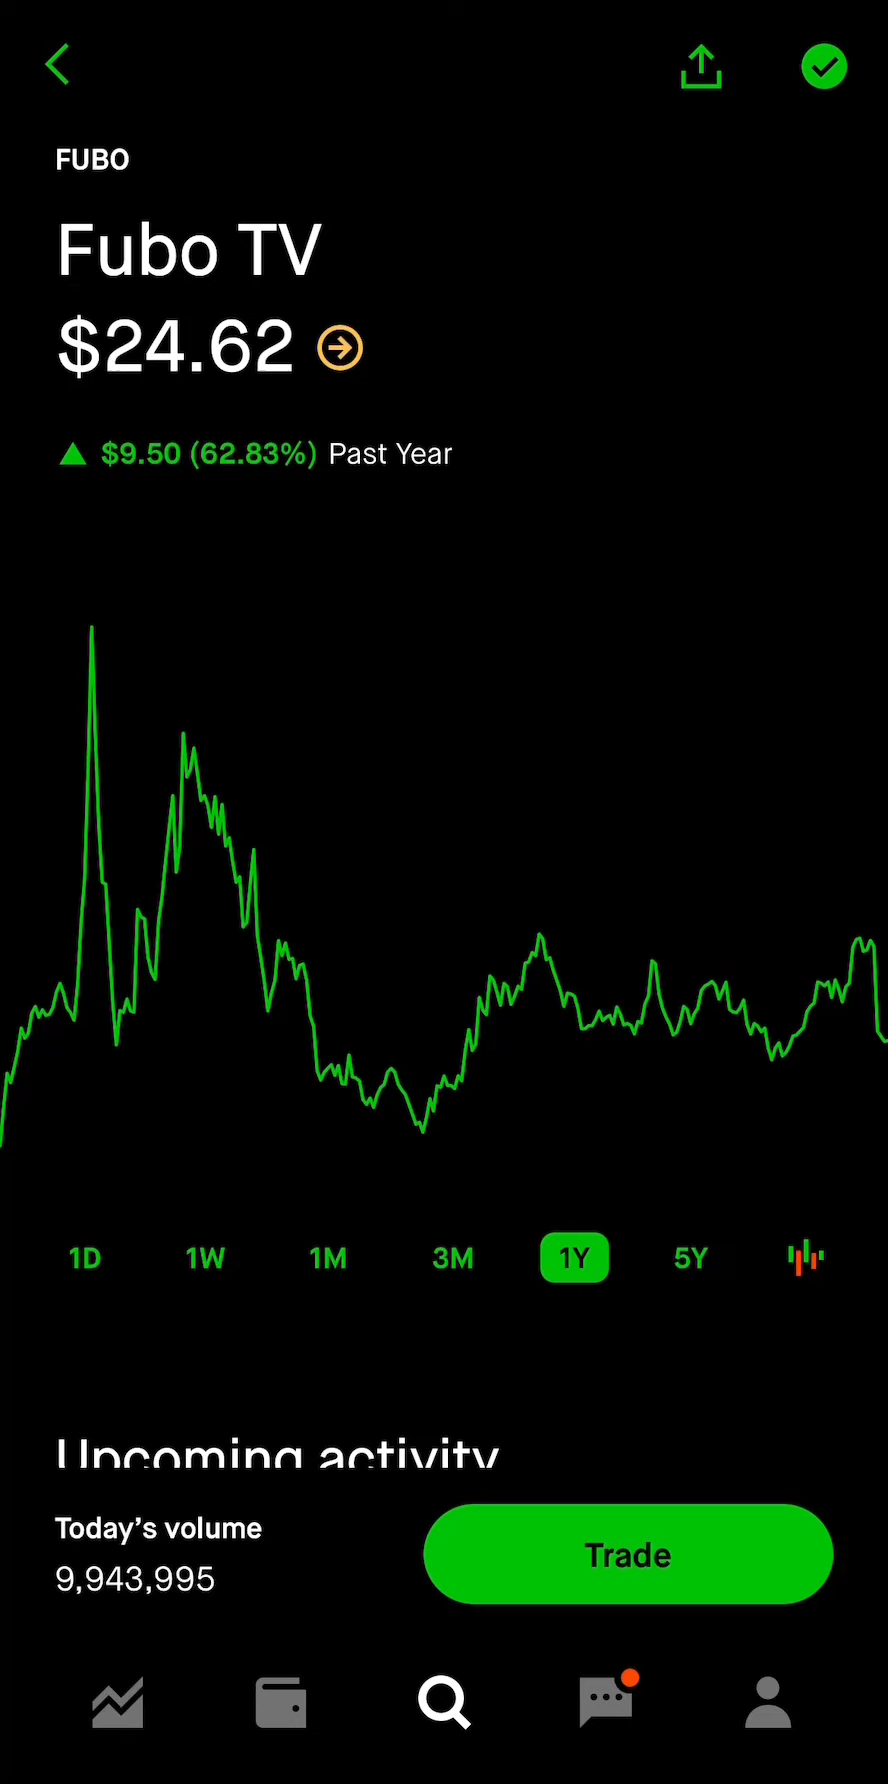 FUBO
Fubo TV
$24.62
$9.50 (62.83%) Past Year
1D 1W 1M 3M 1Y 5Y
Upcoming activity
Today's volume
9,943,995
Trade